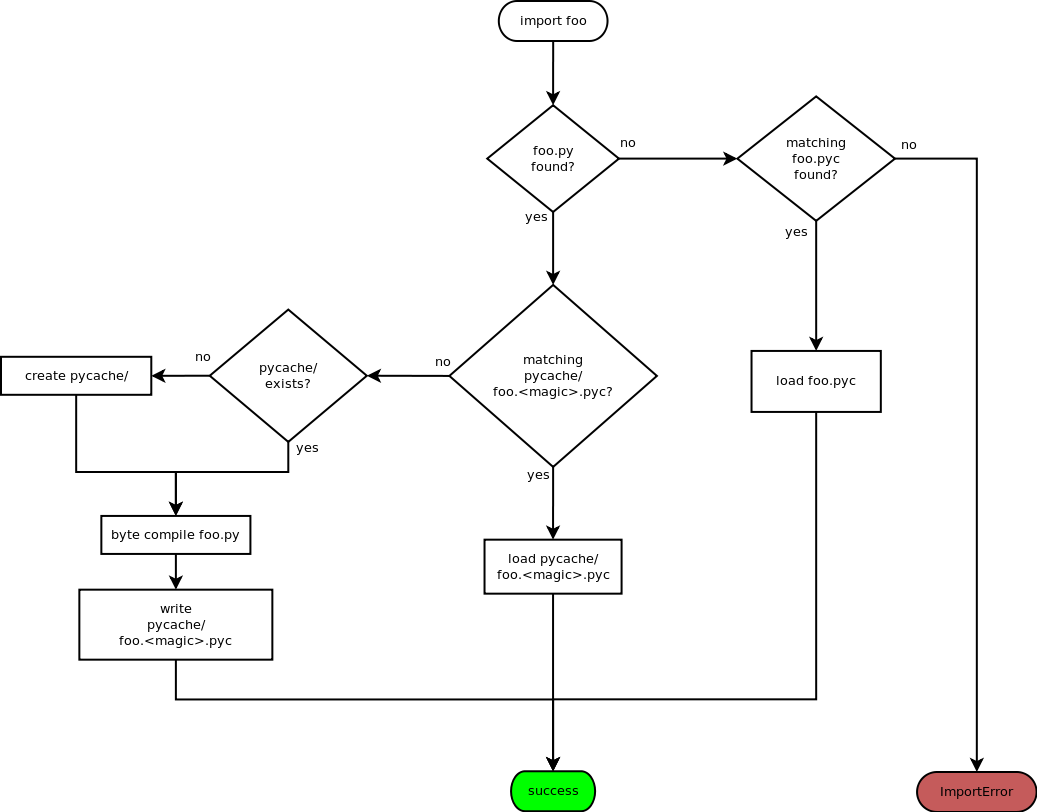 import foo
foo.py
found?
no
matching
foo.pyc
found?
no
yes
yes
matching
pycache/
foo.<magic>.pyc?
no
pycache/
exists?
no
create pycache/
load foo.pyc
yes
yes
byte compile foo.py
load pycache/
foo.<magic>.pyc
write
pycache/
foo.<magic>.pyc
success
ImportError